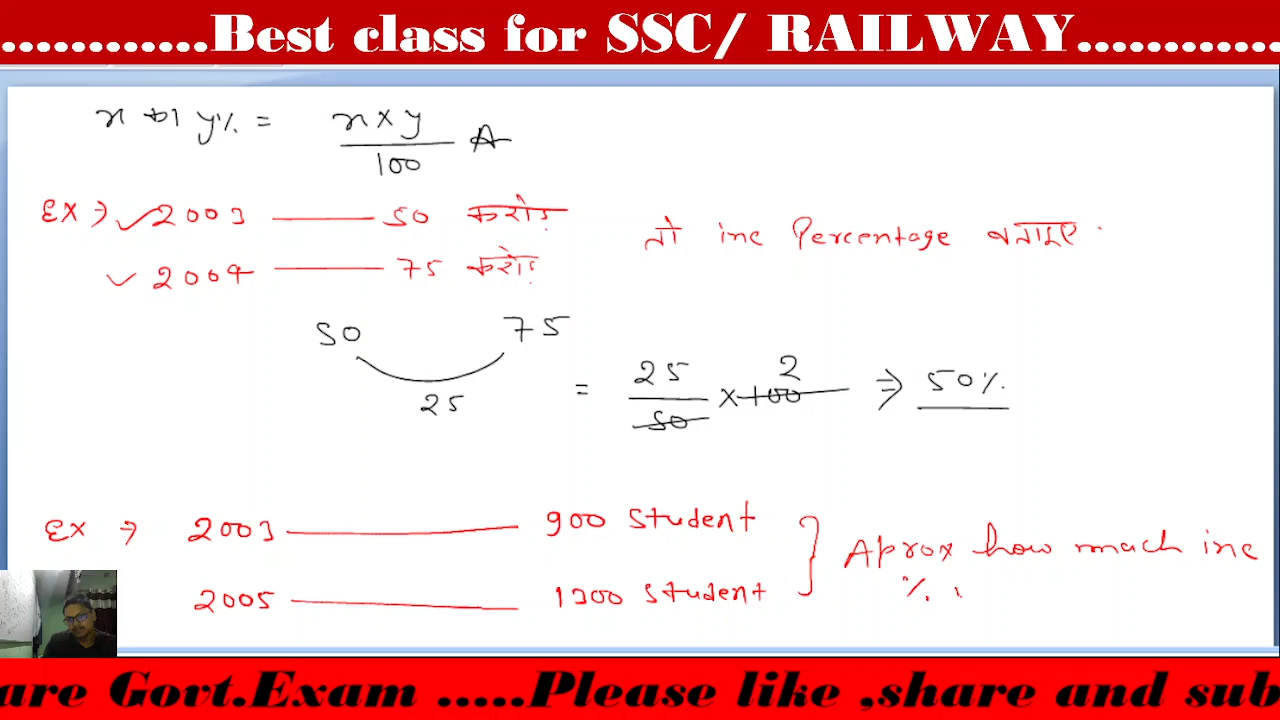 ............Best class for SSC/ RAILWAY............
x का y% = x × y / 100 A
Ex ⇒ ✓2003 — 50 करोड़
✓ 2004 — 75 करोड़
तो inc Percentage बताइए.
50 75
25
= 25 / 50 × 100 2 ⇒ 50%
Ex ⇒ 2003 — 900 student
2005 — 1200 student
Aprox how much inc
%.
are Govt.Exam .....Please like ,share and sub